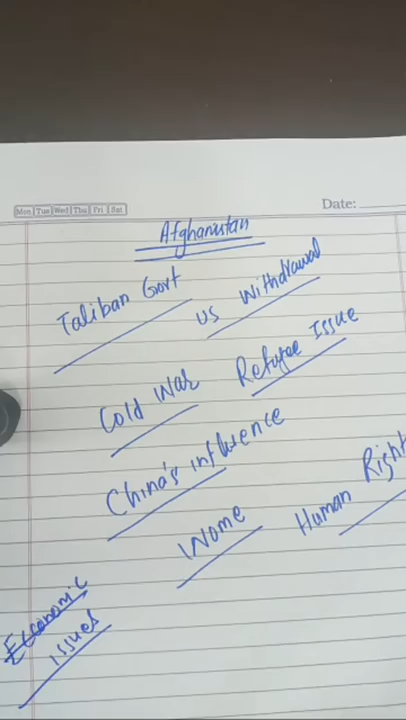 Mon Tue Wed Thu Fri Sat
Date:
Afghanistan
Taliban Govt
US Withdrawal
Cold War
Refugee Issue
China's influence
Wome
Human Right
Economic
Issues